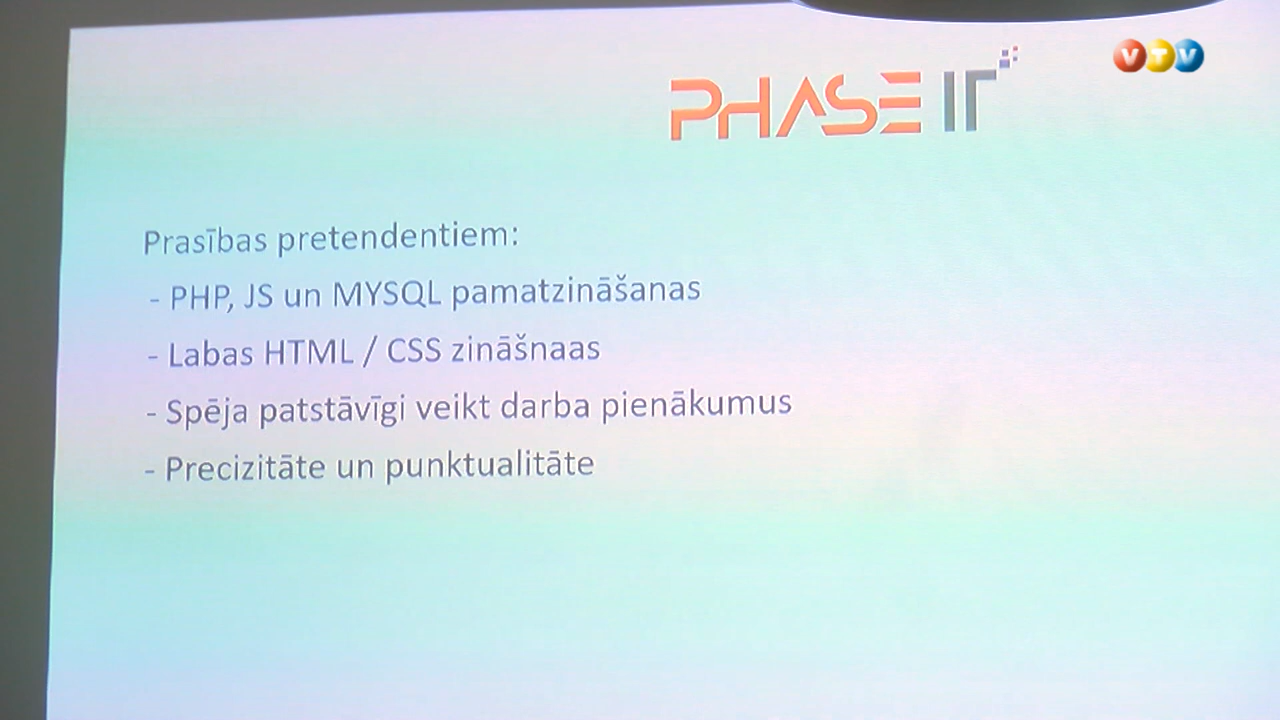 PHASE IT
VTV
Prasības pretendentiem:
- PHP, JS un MYSQL pamatzināšanas
- Labas HTML / CSS zināšnaas
- Spēja patstāvīgi veikt darba pienākumus
- Precizitāte un punktualitāte